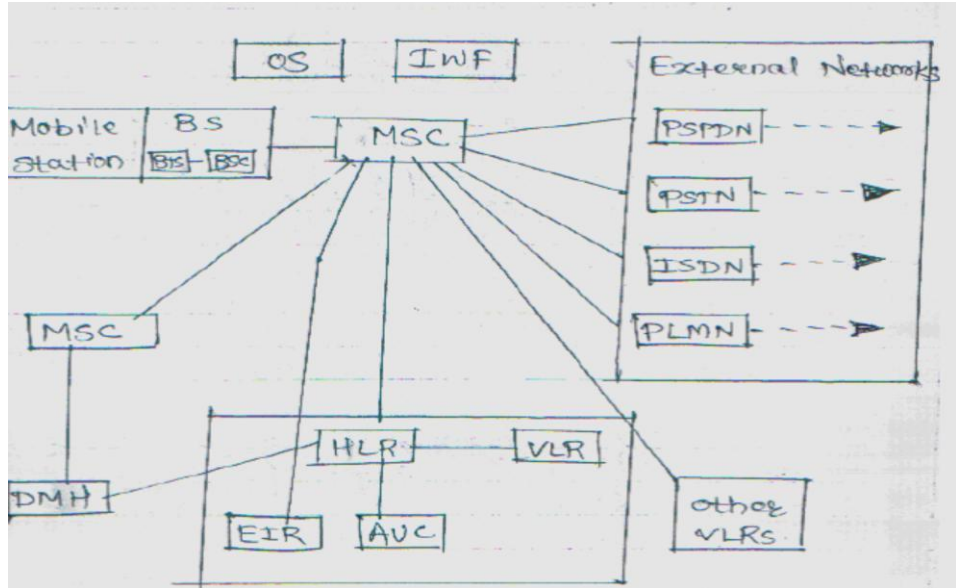 OS
IWF
External Networks
Mobile
Station
BS
BTS
BSC
MSC
PSPDN
PSTN
ISDN
PLMN
MSC
HLR
VLR
DMH
EIR
AUC
other
VLRs